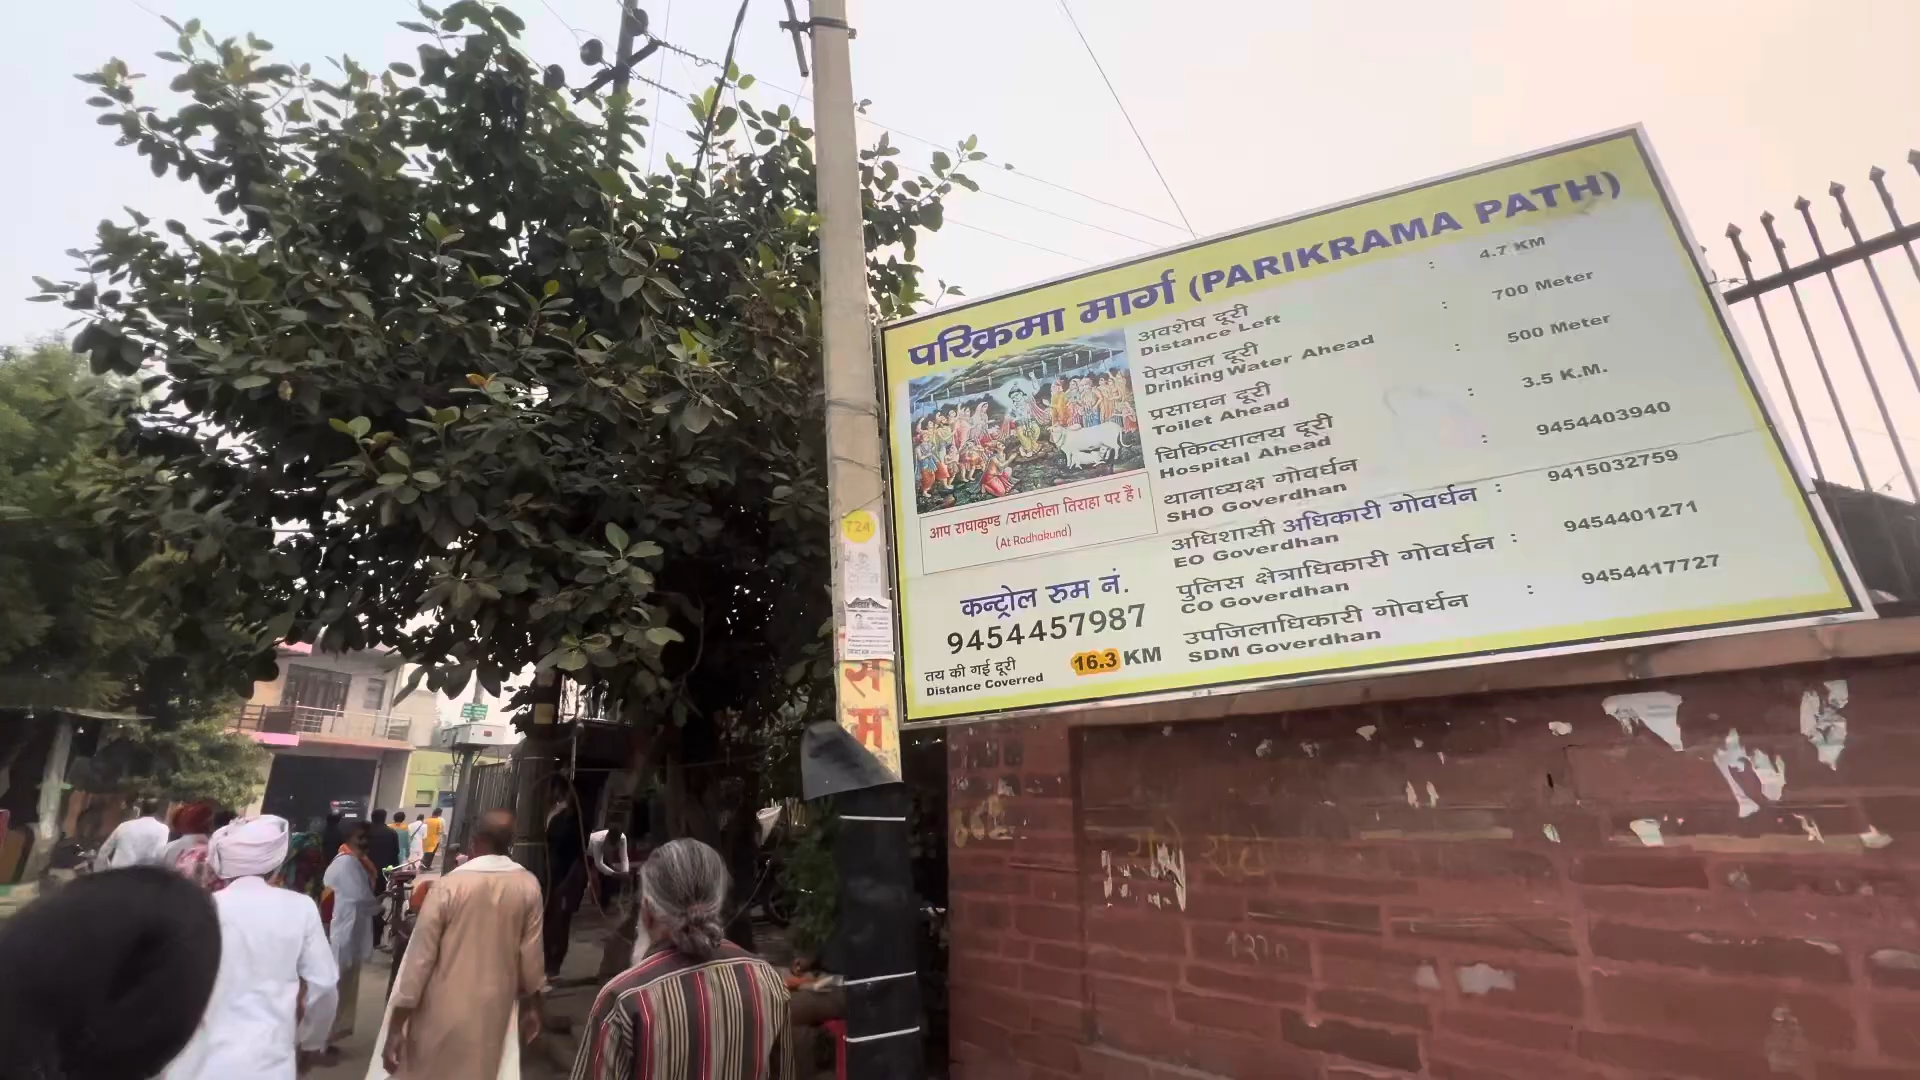 परिक्रमा मार्ग (PARIKRAMA PATH)
अवशेष दूरी : 4.7 KM
Distance Left
पेयजल दूरी : 700 Meter
Drinking Water Ahead
प्रसाधन दूरी : 500 Meter
Toilet Ahead
चिकित्सालय दूरी : 3.5 K.M.
Hospital Ahead
थानाध्यक्ष गोवर्धन : 9454403940
SHO Goverdhan
अधिशासी अधिकारी गोवर्धन : 9415032759
EO Goverdhan
पुलिस क्षेत्राधिकारी गोवर्धन : 9454401271
CO Goverdhan
उपजिलाधिकारी गोवर्धन : 9454417727
SDM Goverdhan
आप राधाकुण्ड /रामलीला तिराहा पर हैं।
(At Radhakund)
कन्ट्रोल रुम नं.
9454457987
तय की गई दूरी 16.3 KM
Distance Coverred
T24